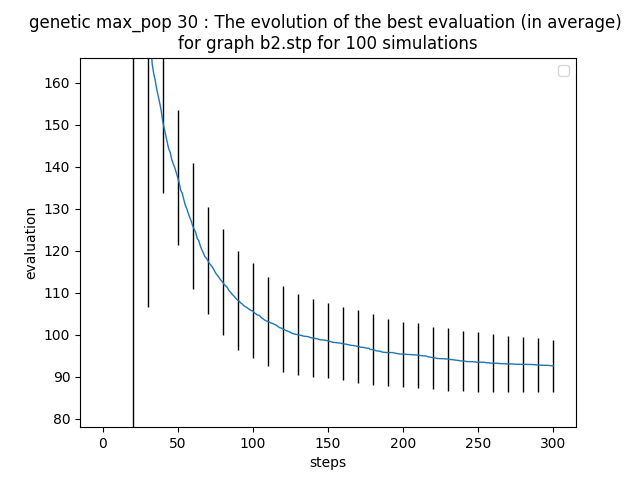 genetic max_pop 30 : The evolution of the best evaluation (in average)
for graph b2.stp for 100 simulations
160
150
140
130
120
110
100
90
80
evaluation
0 50 100 150 200 250 300
steps